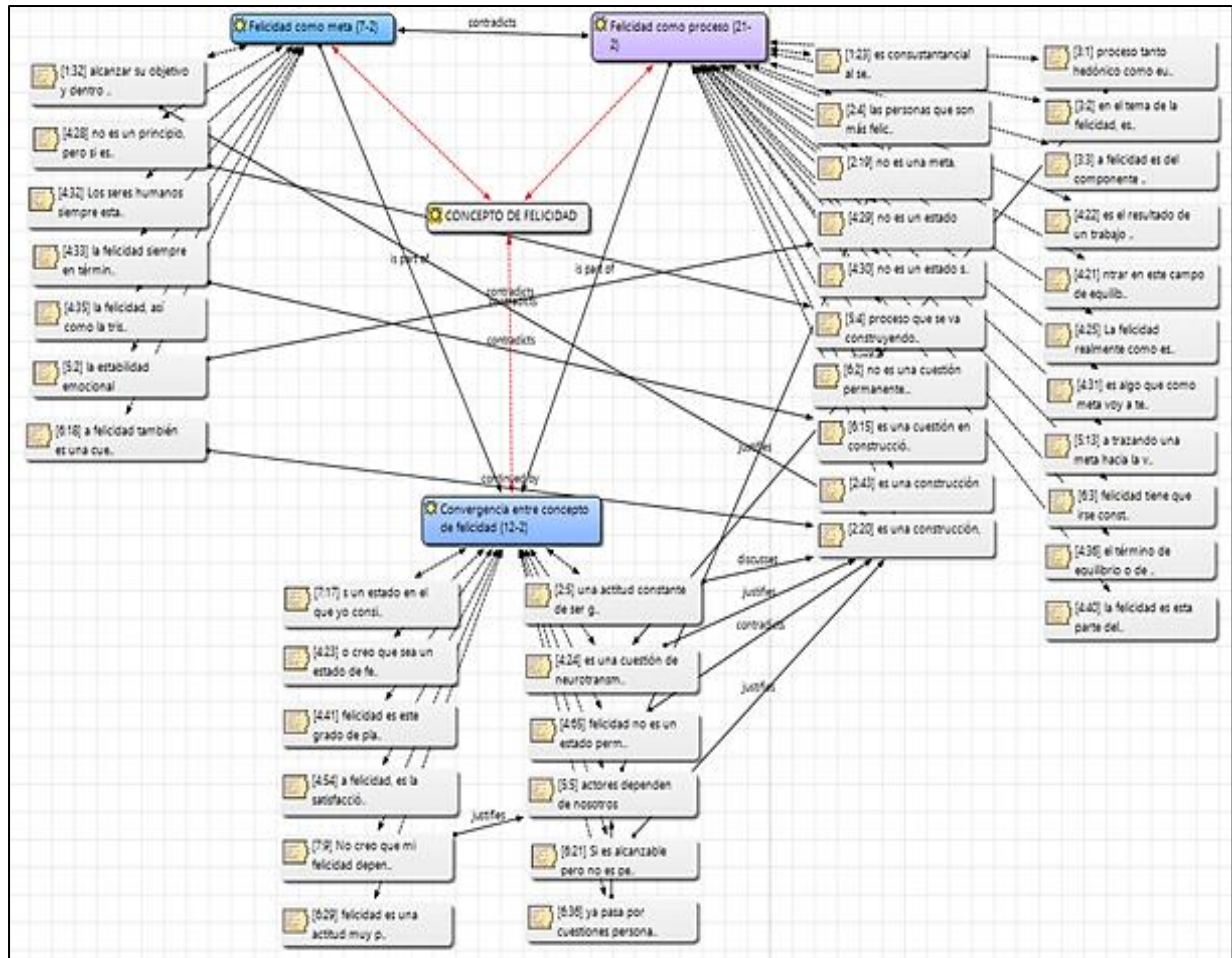 Felicidad como meta {7-2}
contradicts
Felicidad como proceso {21-
2}
[1:32] alcanzar su objetivo
y dentro ..
[4:28] no es un principio,
pero si es..
[4:32] Los seres humanos
siempre esta..
[4:33] la felicidad siempre
en términ..
[4:35] la felicidad, así
como la tris..
[5:2] la estabilidad
emocional
[6:18] a felicidad también
es una cue..
CONCEPTO DE FELICIDAD
is part of
is part of
contradicts
contradicts
contradicts
justifies
continued by
[1:23] es consustantancial
al se..
[2:4] las personas que son
más felic..
[2:19] no es una meta,
[4:29] no es un estado
[4:30] no es un estado s..
[5:4] proceso que se va
construyendo..
[6:2] no es una cuestión
permanente..
[6:15] es una cuestión en
construcció..
[2:43] es una construcción
[2:20] es una construcción,
[3:1] proceso tanto
hedónico como eu..
[3:2] en el tema de la
felicidad, es..
[3:3] a felicidad es del
componente ..
[4:22] es el resultado de
un trabajo ..
[4:21] ntrar en este campo
de equilib..
[4:25] La felicidad
realmente como es..
[4:31] es algo que como
meta voy a te..
[5:13] a trazando una
meta hacia la v..
[6:3] felicidad tiene que
irse const..
[4:36] el término de
equilibrio o de ..
[4:40] la felicidad es esta
parte del..
Convergencia entre concepto
de felicidad {12-2}
[7:17] s un estado en el
que yo consi..
[4:23] o creo que sea un
estado de fe..
[4:41] felicidad es este
grado de pla..
[4:54] a felicidad, es la
satisfacció..
[7:9] No creo que mi
felicidad depen..
[6:29] felicidad es una
actitud muy p..
justifies
[2:5] una actitud constante
de ser g..
[4:24] es una cuestión de
neurotransm..
[4:65] felicidad no es un
estado perm..
[5:5] actores dependen
de nosotros
[6:21] Si es alcanzable
pero no es pe..
[6:36] ya pasa por
cuestiones persona..
discusses
justifies
contradicts
justifies